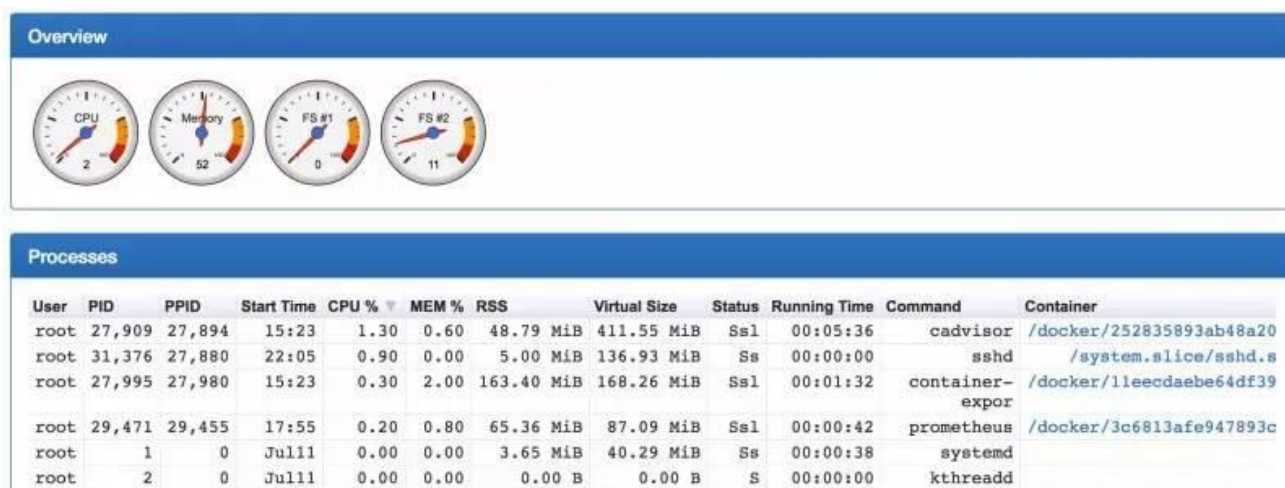 Overview
CPU Memory FS #1 FS #2
2 52 0 11
Processes
User PID PPID Start Time CPU % ▼ MEM % RSS Virtual Size Status Running Time Command Container
root 27,909 27,894 15:23 1.30 0.60 48.79 MiB 411.55 MiB Ssl 00:05:36 cadvisor /docker/252835893ab48a20
root 31,376 27,880 22:05 0.90 0.00 5.00 MiB 136.93 MiB Ss 00:00:00 sshd /system.slice/sshd.s
root 27,995 27,980 15:23 0.30 2.00 163.40 MiB 168.26 MiB Ssl 00:01:32 container- /docker/11eecdaebe64df39
expor
root 29,471 29,455 17:55 0.20 0.80 65.36 MiB 87.09 MiB Ssl 00:00:42 prometheus /docker/3c6813afe947893c
root 1 0 Jul11 0.00 0.00 3.65 MiB 40.29 MiB Ss 00:00:38 systemd
root 2 0 Jul11 0.00 0.00 0.00 B 0.00 B S 00:00:00 kthreadd